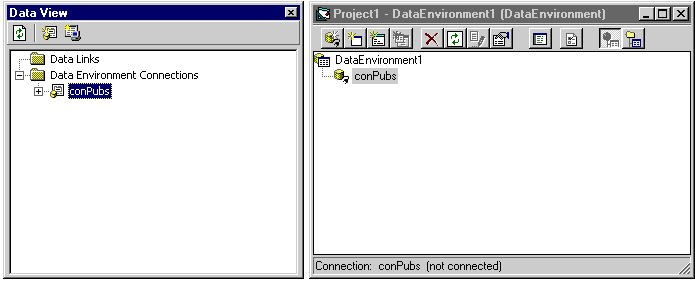 Data View
Data Links
Data Environment Connections
conPubs
Project1 - DataEnvironment1 (DataEnvironment)
DataEnvironment1
conPubs
Connection: conPubs (not connected)